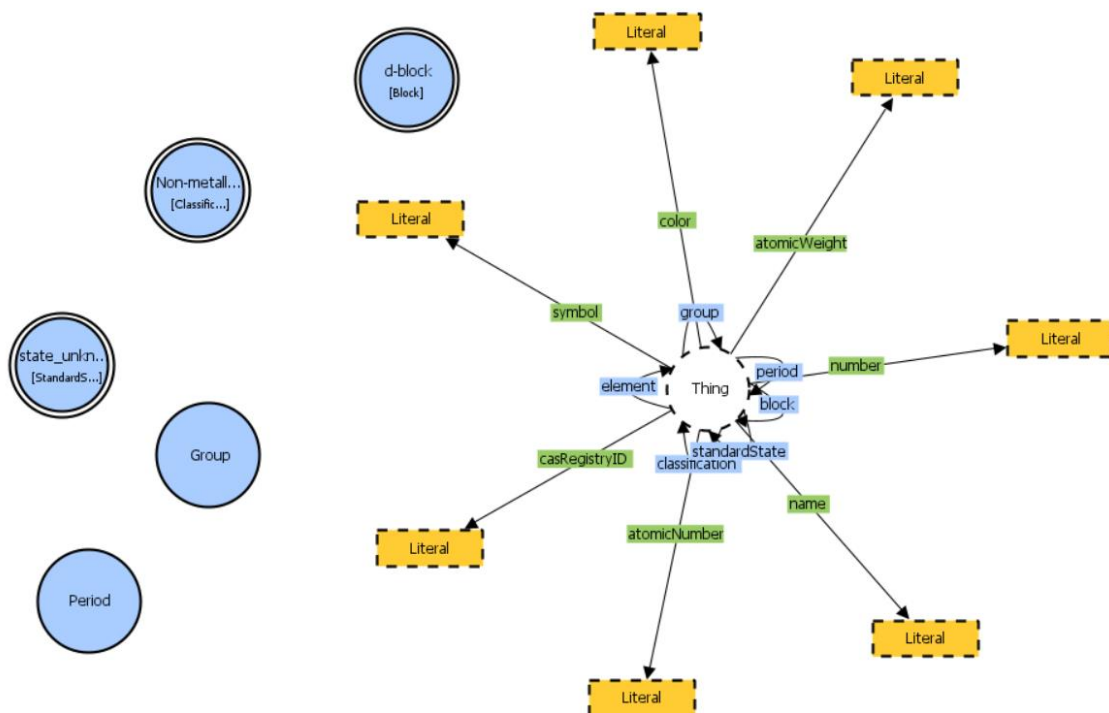 Literal
d-block
[Block]
Literal
Non-metall...
[Classific...]
Literal
color
atomicWeight
symbol
group
Literal
state_unkn...
[StandardS...]
number
period
element
Thing
block
Group
standardState
casRegistryID
classification
name
atomicNumber
Literal
Period
Literal
Literal